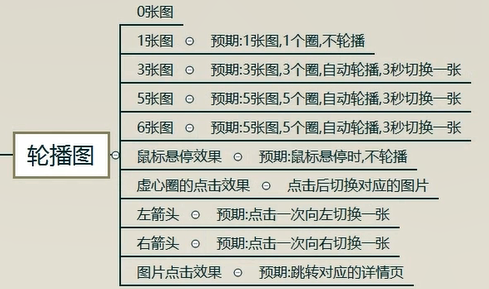 0张图
1张图 预期:1张图,1个圈,不轮播
3张图 预期:3张图,3个圈,自动轮播,3秒切换一张
5张图 预期:5张图,5个圈,自动轮播,3秒切换一张
6张图 预期:5张图,5个圈,自动轮播,3秒切换一张
轮播图
鼠标悬停效果 预期:鼠标悬停时,不轮播
虚心圈的点击效果 点击后切换对应的图片
左箭头 预期:点击一次向左切换一张
右箭头 预期:点击一次向右切换一张
图片点击效果 预期:跳转对应的详情页